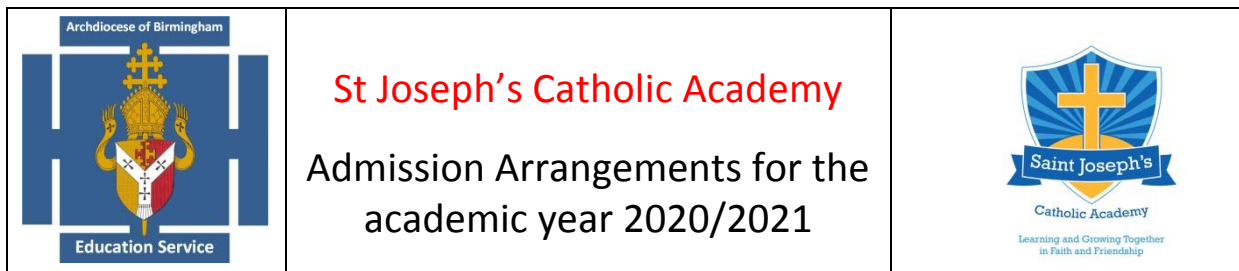 Archdiocese of Birmingham
Education Service
St Joseph’s Catholic Academy
Admission Arrangements for the
academic year 2020/2021
Saint Joseph's
Catholic Academy
Learning and Growing Together
in Faith and Friendship